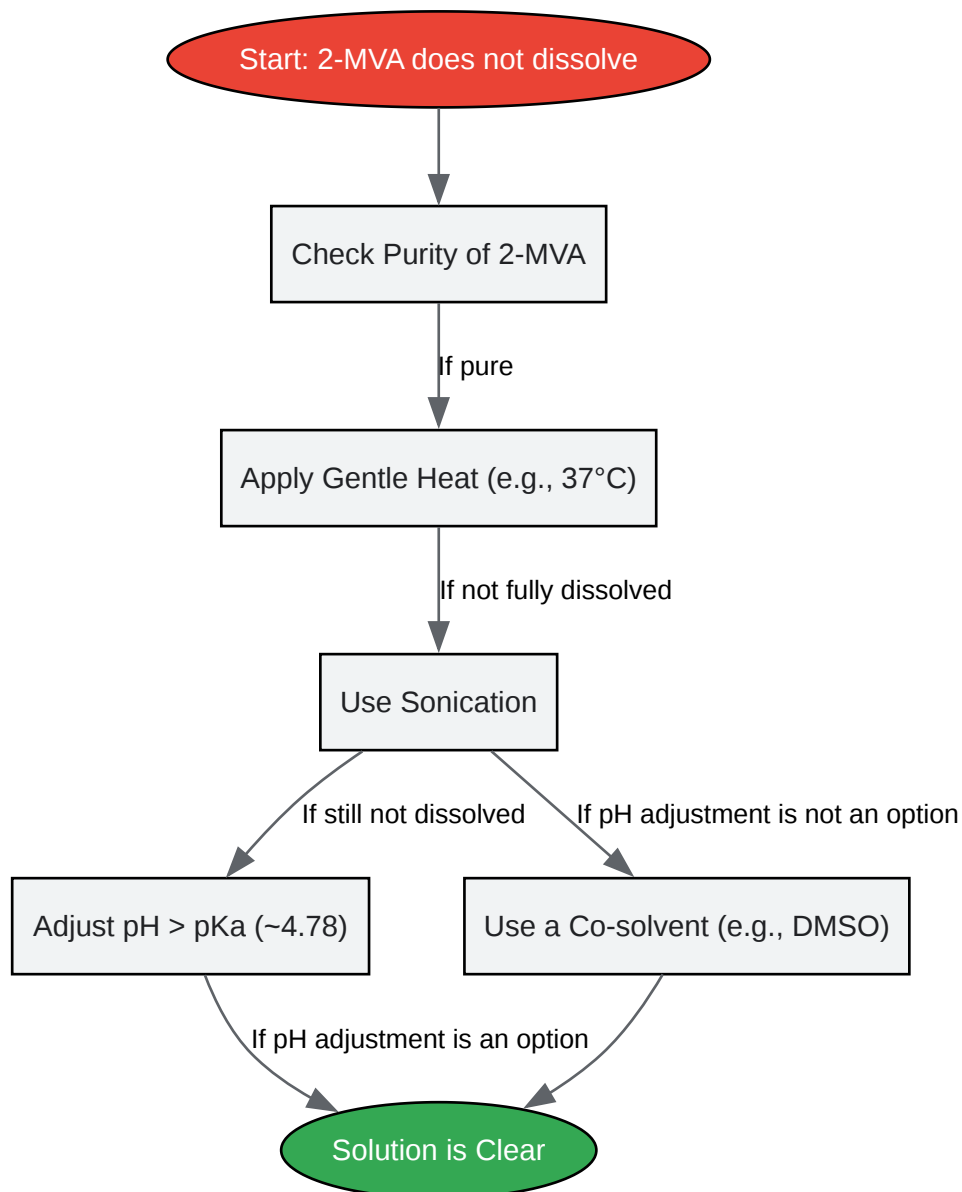 Start: 2-MVA does not dissolve
Check Purity of 2-MVA
If pure
Apply Gentle Heat (e.g., 37°C)
If not fully dissolved
Use Sonication
If still not dissolved
If pH adjustment is not an option
Adjust pH > pKa (~4.78)
Use a Co-solvent (e.g., DMSO)
If pH adjustment is an option
Solution is Clear